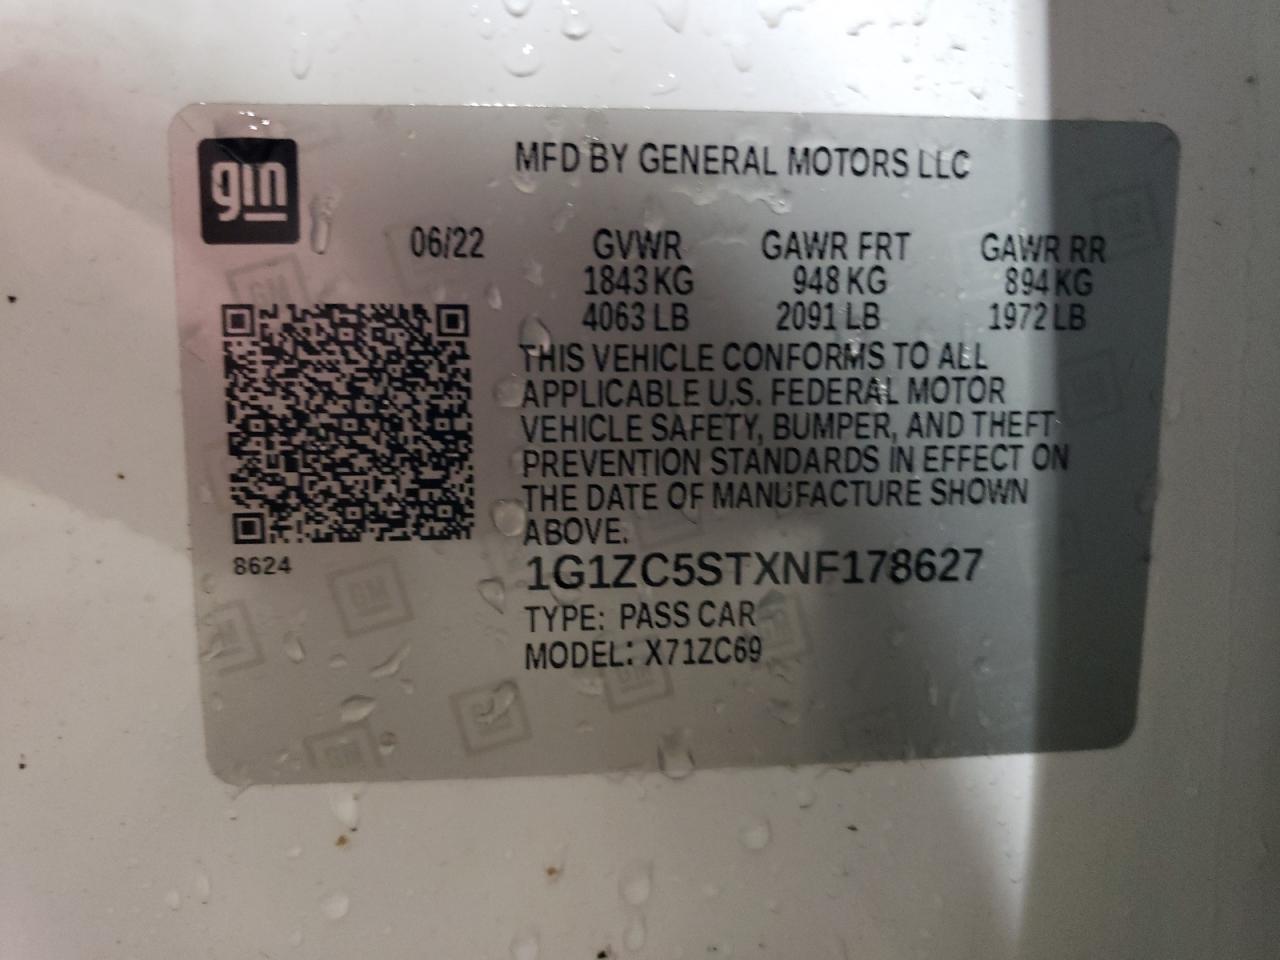 gm
MFD BY GENERAL MOTORS LLC
06/22 GVWR GAWR FRT GAWR RR
1843 KG 948 KG 894 KG
4063 LB 2091 LB 1972 LB
THIS VEHICLE CONFORMS TO ALL
APPLICABLE U.S. FEDERAL MOTOR
VEHICLE SAFETY, BUMPER, AND THEFT
PREVENTION STANDARDS IN EFFECT ON
THE DATE OF MANUFACTURE SHOWN
ABOVE.
8624
1G1ZC5STXNF178627
TYPE: PASS CAR
MODEL: X71ZC69